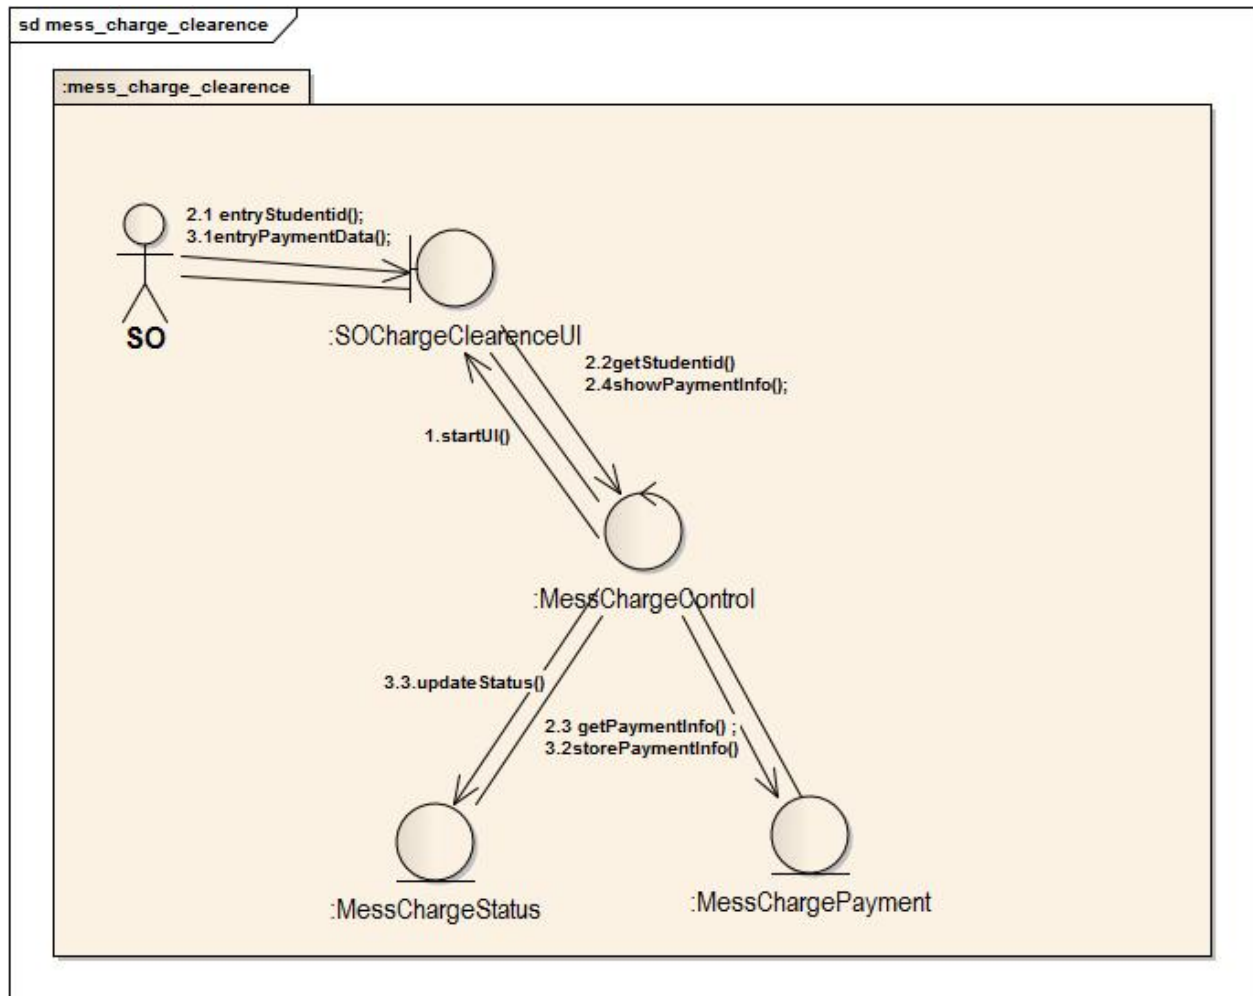 sd mess_charge_clearence
:mess_charge_clearence
2.1 entryStudentid();
3.1entryPaymentData();
SO
:SOChargeClearenceUI
2.2getStudentid()
2.4showPaymentInfo();
1.startUI()
:MessChargeControl
3.3.updateStatus()
2.3 getPaymentInfo() ;
3.2storePaymentInfo()
:MessChargeStatus
:MessChargePayment